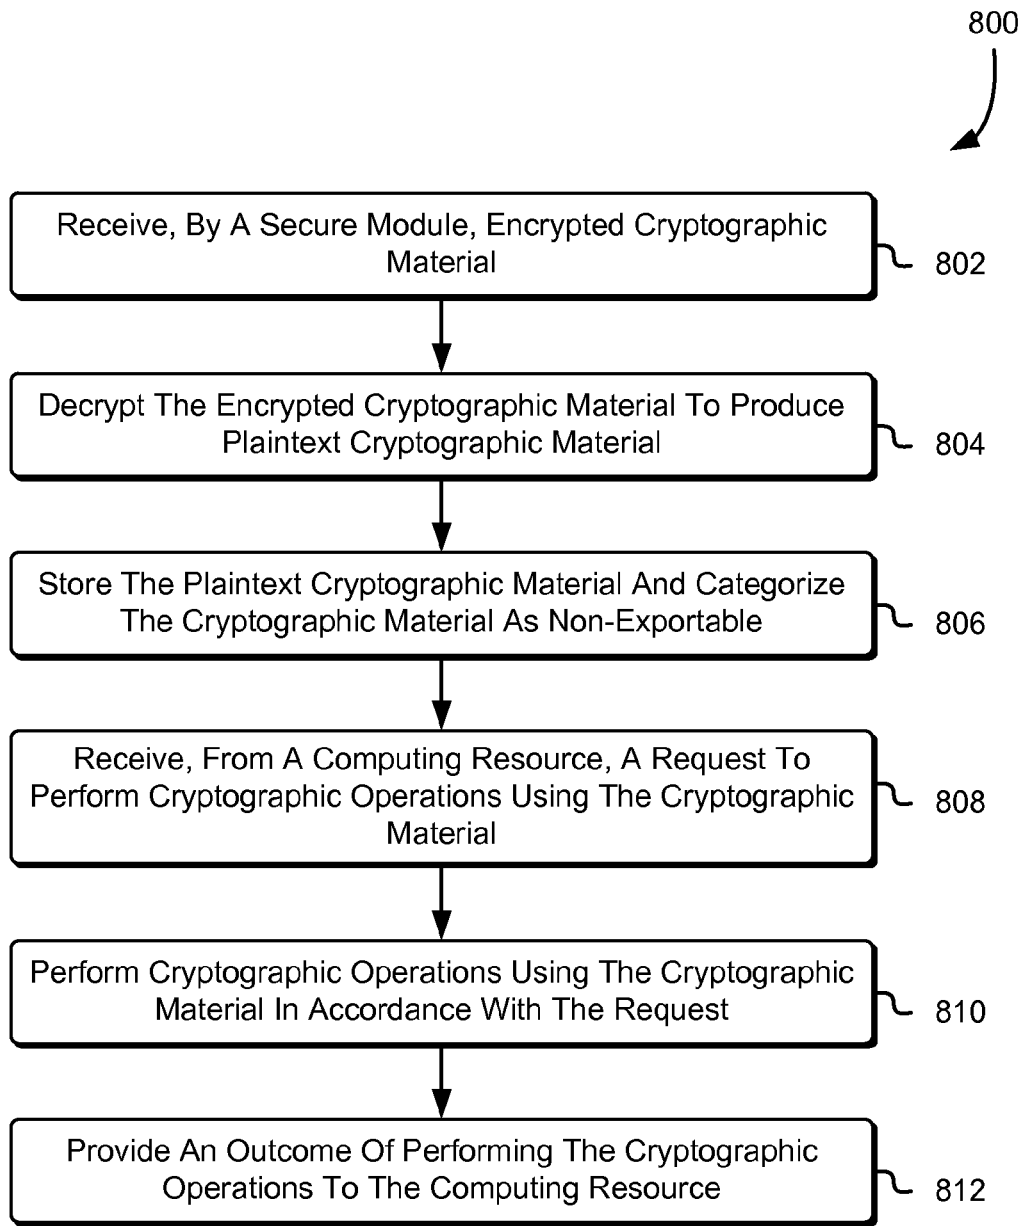 800
Receive, By A Secure Module, Encrypted Cryptographic
Material
802
Decrypt The Encrypted Cryptographic Material To Produce
Plaintext Cryptographic Material
804
Store The Plaintext Cryptographic Material And Categorize
The Cryptographic Material As Non-Exportable
806
Receive, From A Computing Resource, A Request To
Perform Cryptographic Operations Using The Cryptographic
Material
808
Perform Cryptographic Operations Using The Cryptographic
Material In Accordance With The Request
810
Provide An Outcome Of Performing The Cryptographic
Operations To The Computing Resource
812